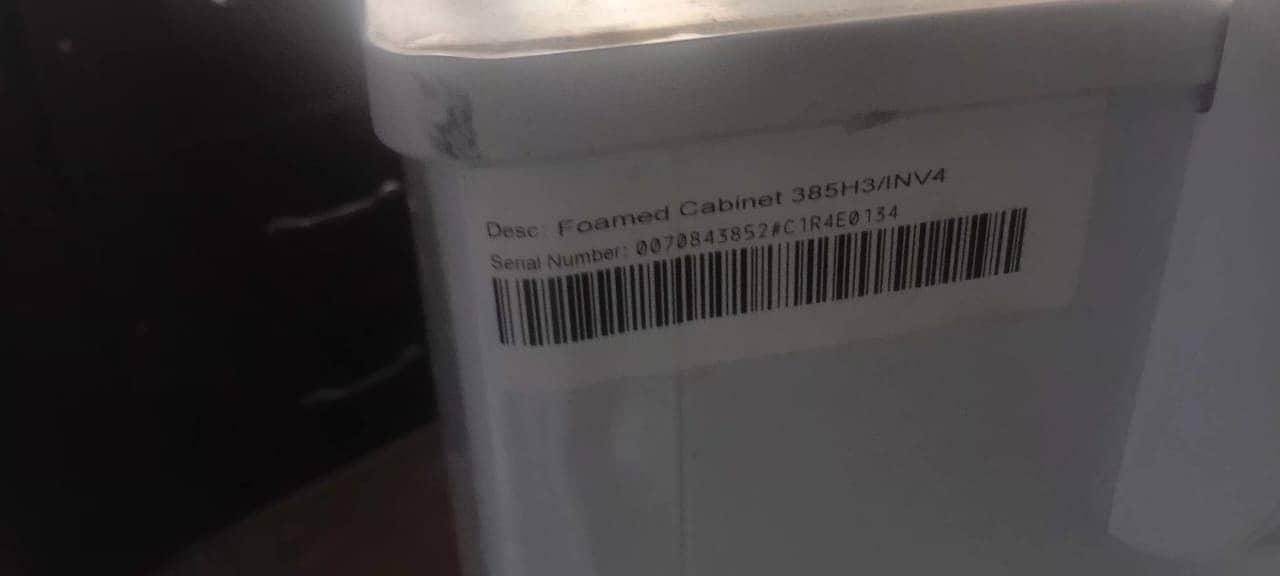 Desc: Foamed Cabinet 385H3/INV4
Serial Number: 0070843852#C1R4E0134